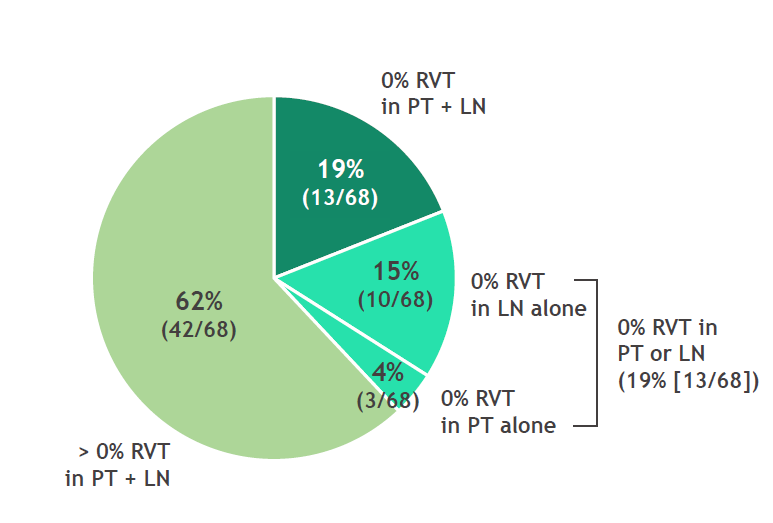 0% RVT
in PT + LN
19%
(13/68)
15%
(10/68)
0% RVT
in LN alone
62%
(42/68)
0% RVT in
PT or LN
(19% [13/68])
4%
(3/68)
0% RVT
in PT alone
> 0% RVT
in PT + LN